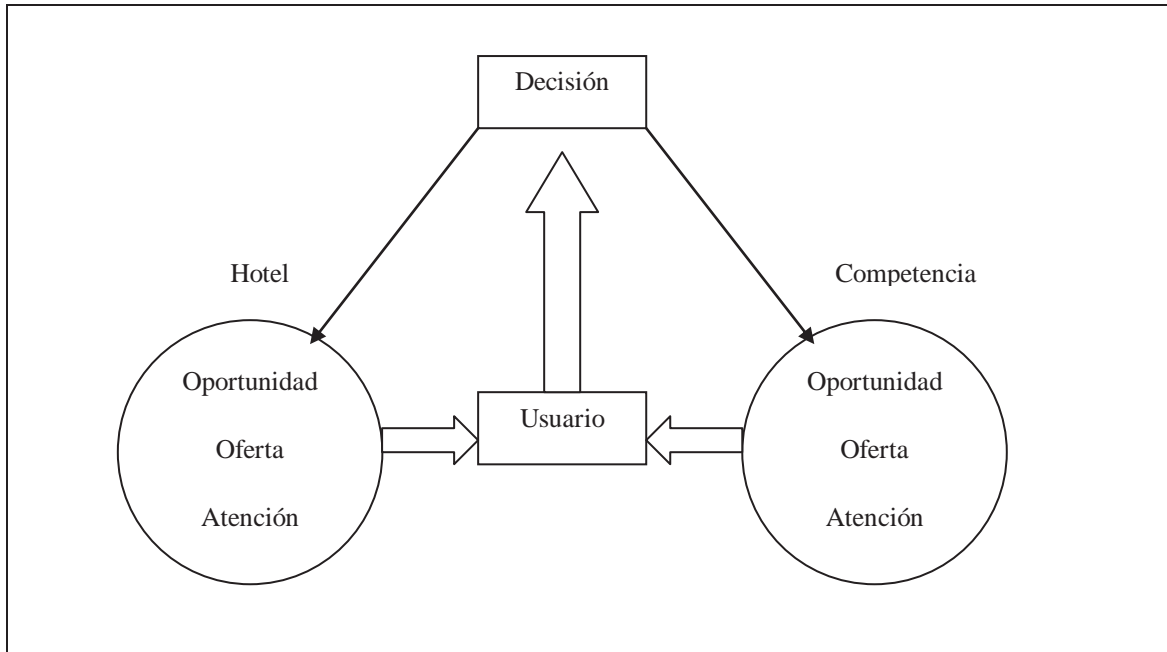 Decisión
Hotel
Competencia
Oportunidad
Oferta
Atención
Usuario
Oportunidad
Oferta
Atención